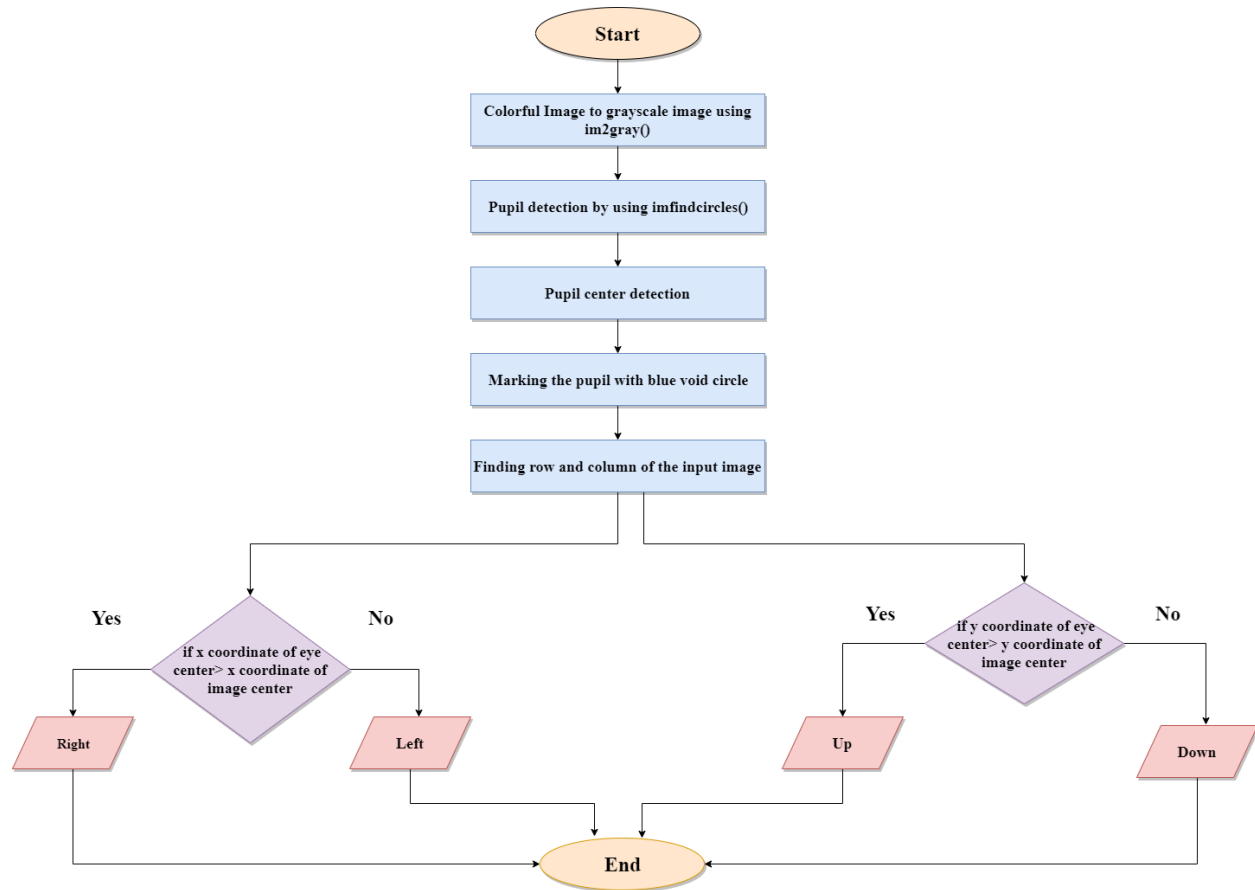 Start
Colorful Image to grayscale image using
im2gray()
Pupil detection by using imfindcircles()
Pupil center detection
Marking the pupil with blue void circle
Finding row and column of the input image
Yes
No
if x coordinate of eye
center> x coordinate of
image center
Right
Left
Yes
No
if y coordinate of eye
center> y coordinate of
image center
Up
Down
End